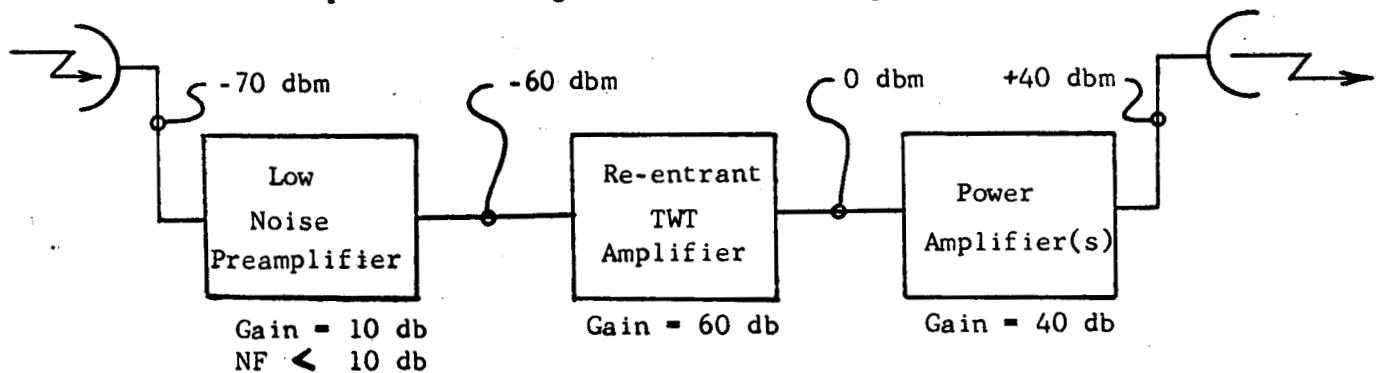 -70 dbm
-60 dbm
0 dbm
+40 dbm
Low
Noise
Preamplifier
Re-entrant
TWT
Amplifier
Power
Amplifier(s)
Gain = 10 db
NF < 10 db
Gain = 60 db
Gain = 40 db